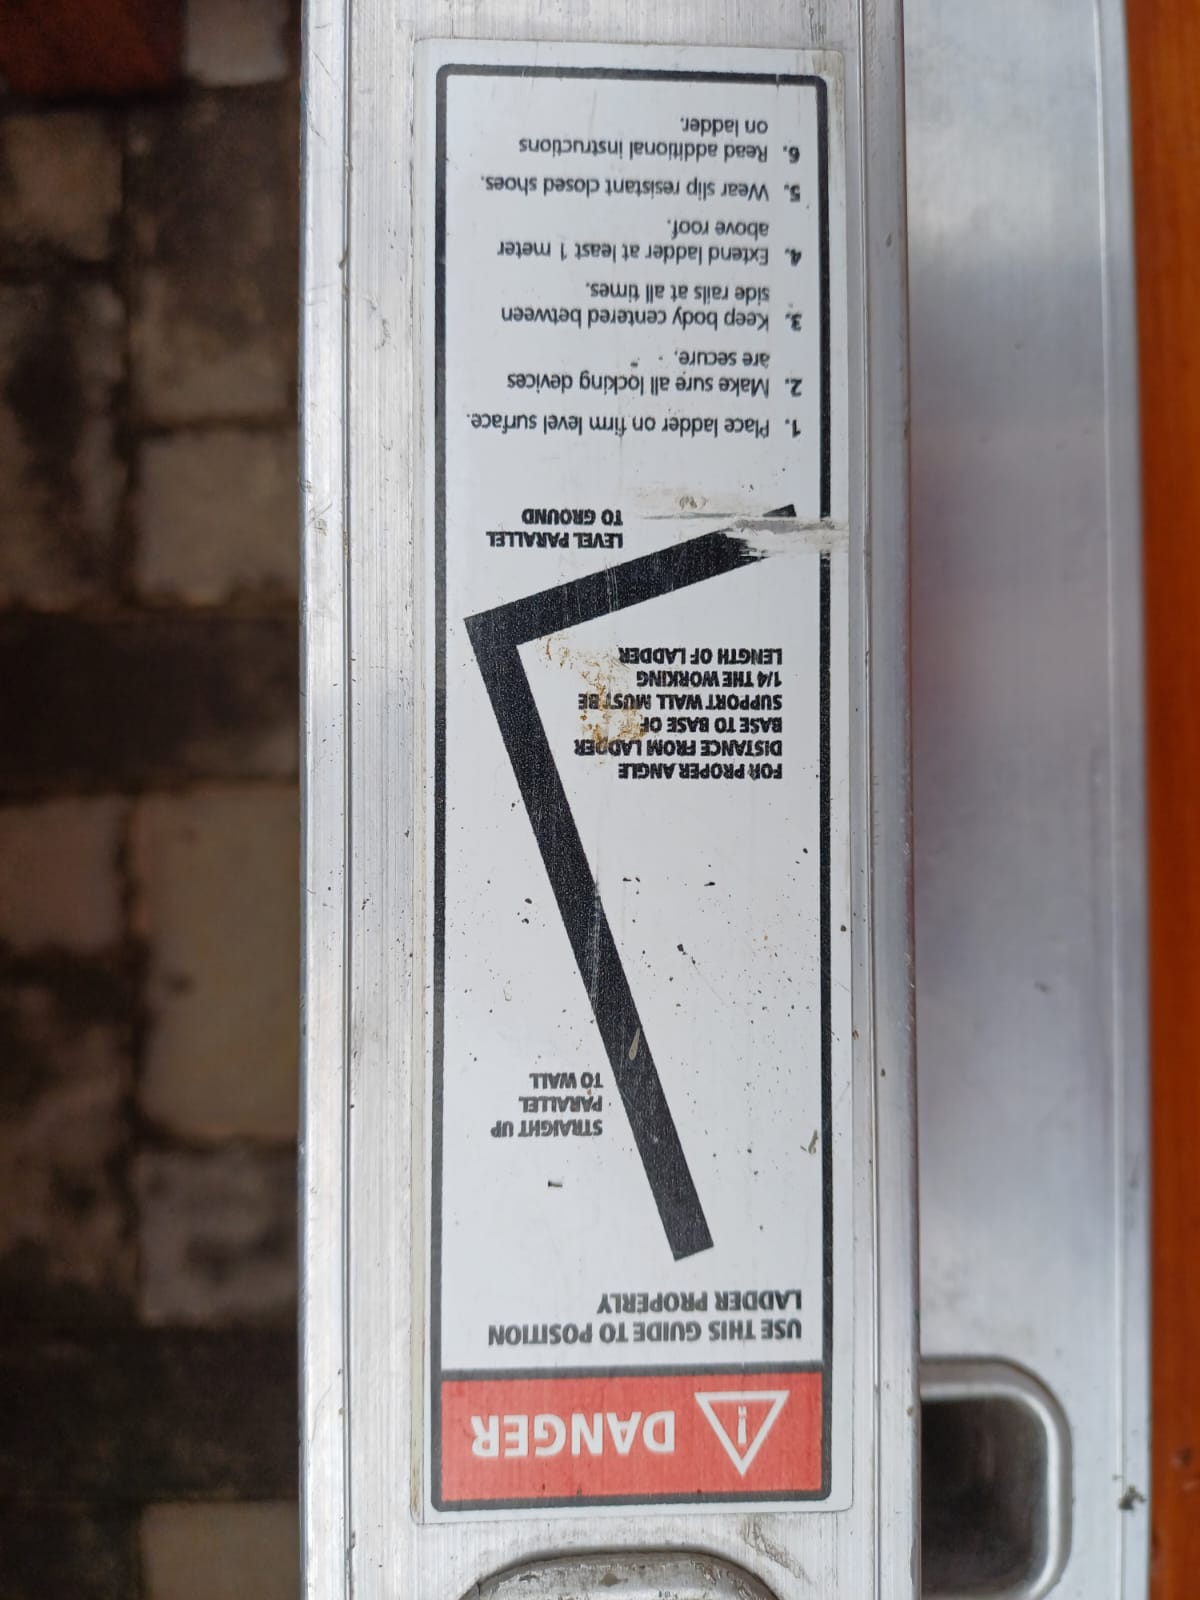 DANGER
USE THIS GUIDE TO POSITION
LADDER PROPERLY
STRAIGHT UP
PARALLEL
TO WALL
FOR PROPER ANGLE
DISTANCE FROM LADDER
BASE TO BASE OF
SUPPORT WALL MUST BE
1/4 THE WORKING
LENGTH OF LADDER
LEVEL PARALLEL
TO GROUND
1. Place ladder on firm level surface.
2. Make sure all locking devices
are secure.
3. Keep body centered between
side rails at all times.
4. Extend ladder at least 1 meter
above roof.
5. Wear slip resistant closed shoes.
6. Read additional instructions
on ladder.